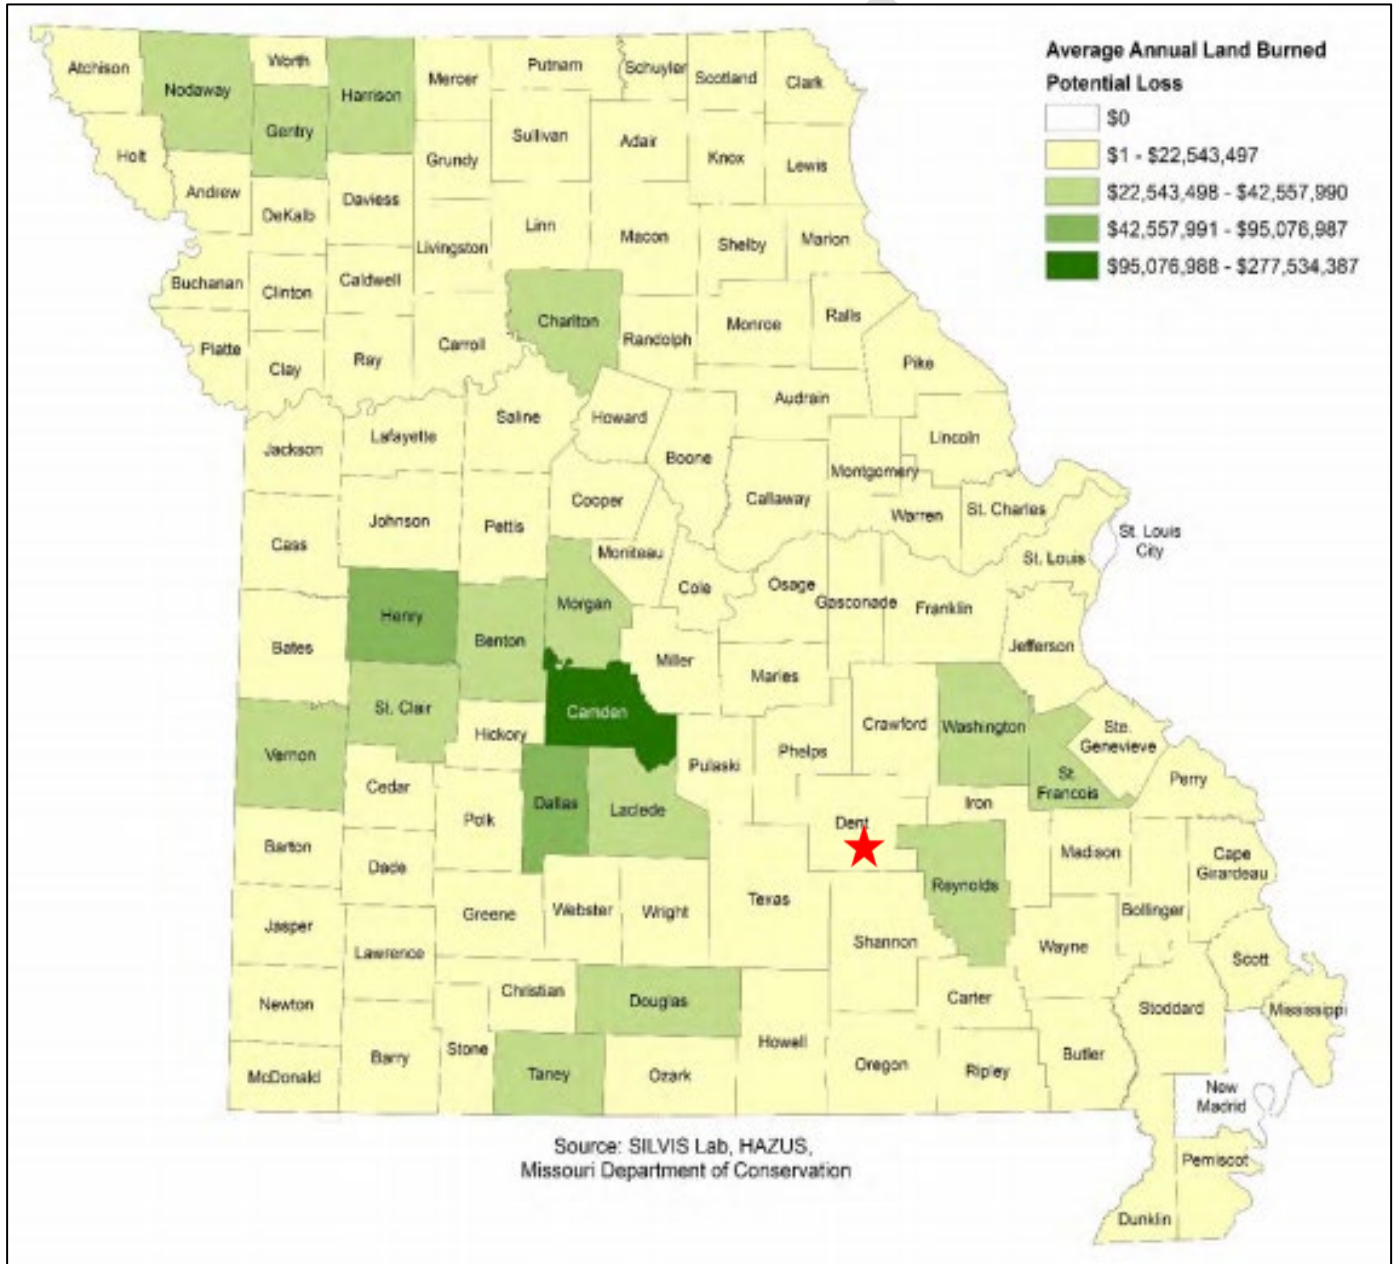 Average Annual Land Burned
Potential Loss
$0
$1 - $22,543,497
$22,543,498 - $42,557,990
$42,557,991 - $95,076,987
$95,076,988 - $277,534,387
Atchison
Nodaway
Worth
Harrison
Mercer
Putnam
Schuyler
Scotland
Clark
Gentry
Holt
Andrew
DeKalb
Daviess
Grundy
Sullivan
Adair
Knox
Lewis
Buchanan
Clinton
Caldwell
Livingston
Linn
Macon
Shelby
Marion
Platte
Clay
Ray
Carroll
Charlton
Randolph
Monroe
Ralls
Pike
Jackson
Lafayette
Saline
Howard
Boone
Audrain
Lincoln
Montgomery
Callaway
Warren
St. Charles
St. Louis
City
St. Louis
Cass
Johnson
Pettis
Cooper
Moniteau
Cole
Osage
Gasconade
Franklin
Jefferson
Bates
Henry
Benton
Morgan
Miller
Maries
St. Clair
Hickory
Camden
Pulaski
Phelps
Crawford
Washington
Ste.
Genevieve
St.
Francois
Perry
Vernon
Cedar
Polk
Dallas
Laclede
Dent
Iron
Madison
Cape
Girardeau
Barton
Dade
Greene
Webster
Wright
Texas
Reynolds
Bollinger
Jasper
Lawrence
Christian
Douglas
Shannon
Wayne
Scott
Newton
Barry
Stone
Taney
Ozark
Howell
Oregon
Carter
Ripley
Butler
Stoddard
Mississippi
McDonald
New
Madrid
Pemiscot
Dunklin
Source: SILVIS Lab, HAZUS,
Missouri Department of Conservation